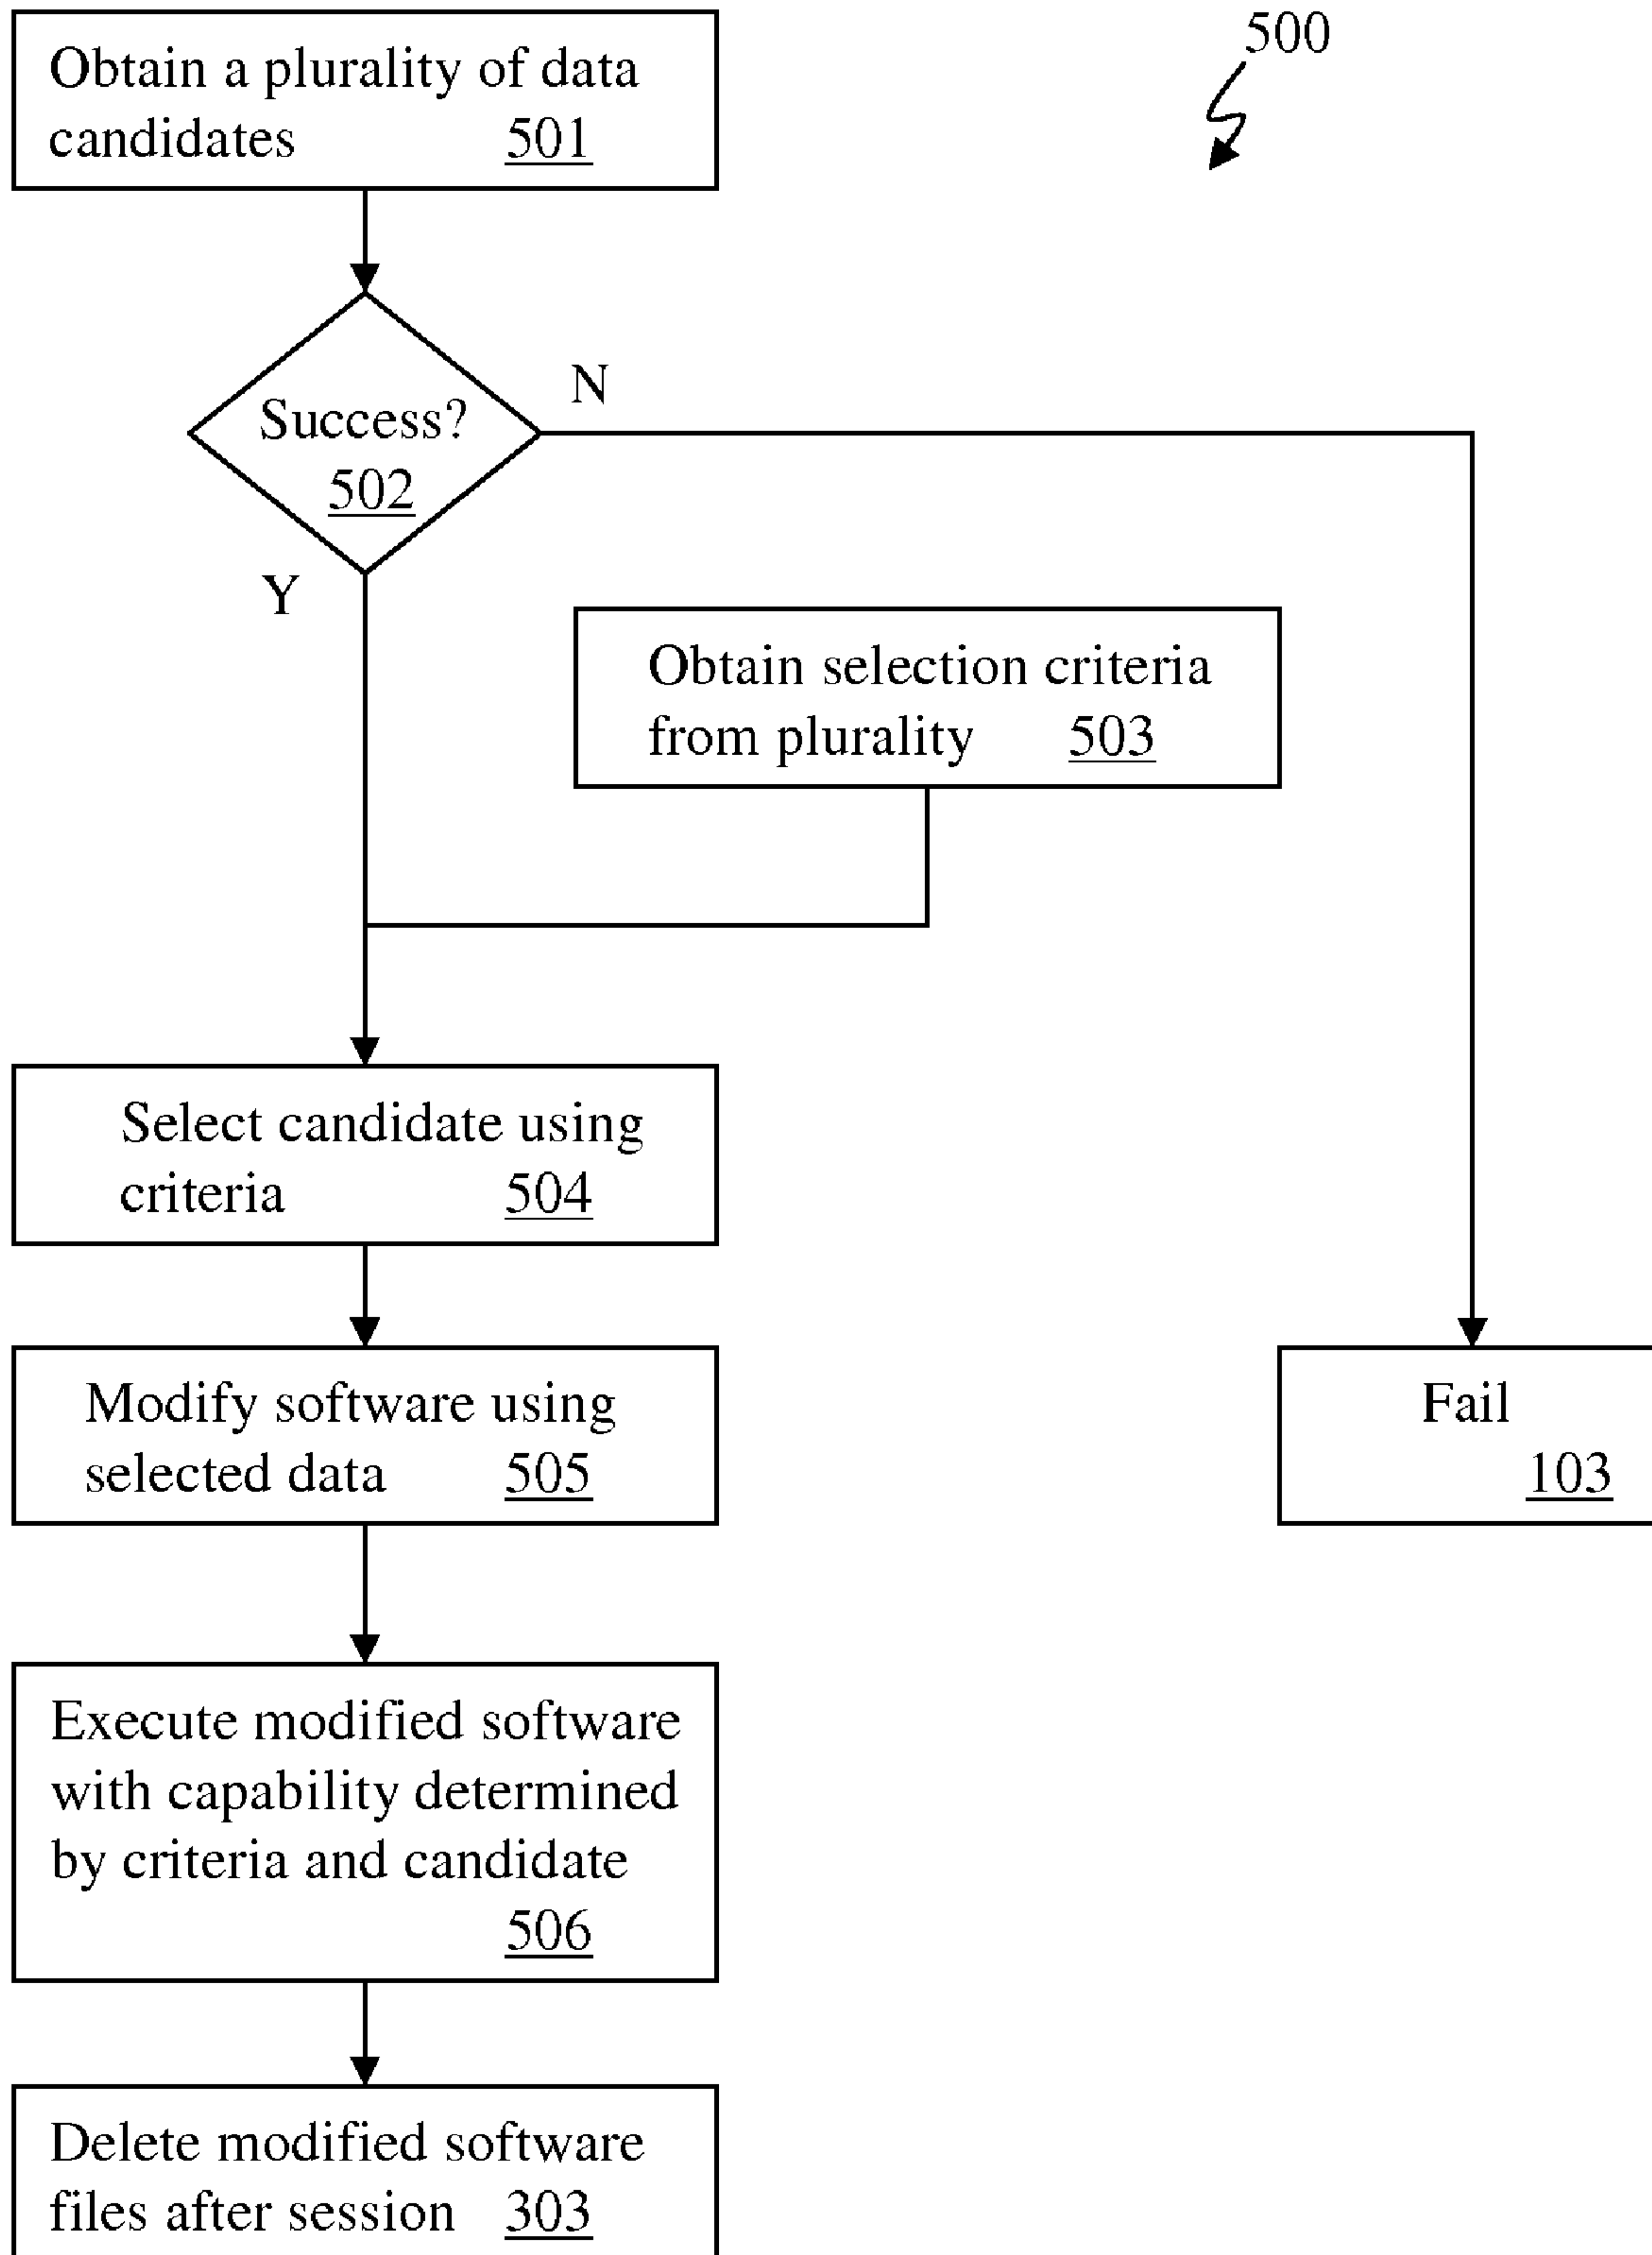 500
Obtain a plurality of data
candidates 501
Success?
502
N
Y
Obtain selection criteria
from plurality 503
Select candidate using
criteria 504
Modify software using
selected data 505
Fail
103
Execute modified software
with capability determined
by criteria and candidate
506
Delete modified software
files after session 303